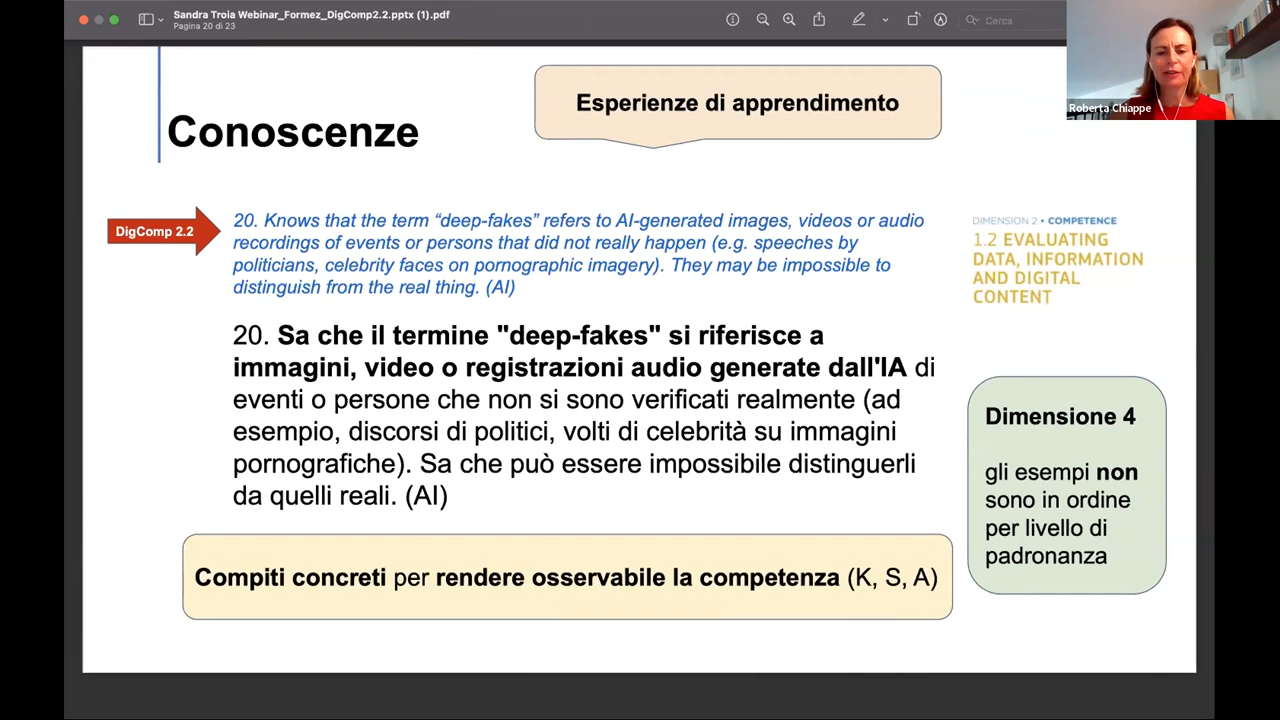 Sandra Troia Webinar_Formez_DigComp2.2.pptx (1).pdf
Pagina 20 di 23
Cerca
Roberta Chiappe
Esperienze di apprendimento
Conoscenze
DigComp 2.2
20. Knows that the term “deep-fakes” refers to AI-generated images, videos or audio
recordings of events or persons that did not really happen (e.g. speeches by
politicians, celebrity faces on pornographic imagery). They may be impossible to
distinguish from the real thing. (AI)
DIMENSION 2 • COMPETENCE
1.2 EVALUATING
DATA, INFORMATION
AND DIGITAL
CONTENT
20. Sa che il termine "deep-fakes" si riferisce a
immagini, video o registrazioni audio generate dall'IA di
eventi o persone che non si sono verificati realmente (ad
esempio, discorsi di politici, volti di celebrità su immagini
pornografiche). Sa che può essere impossibile distinguerli
da quelli reali. (AI)
Dimensione 4
gli esempi non
sono in ordine
per livello di
padronanza
Compiti concreti per rendere osservabile la competenza (K, S, A)